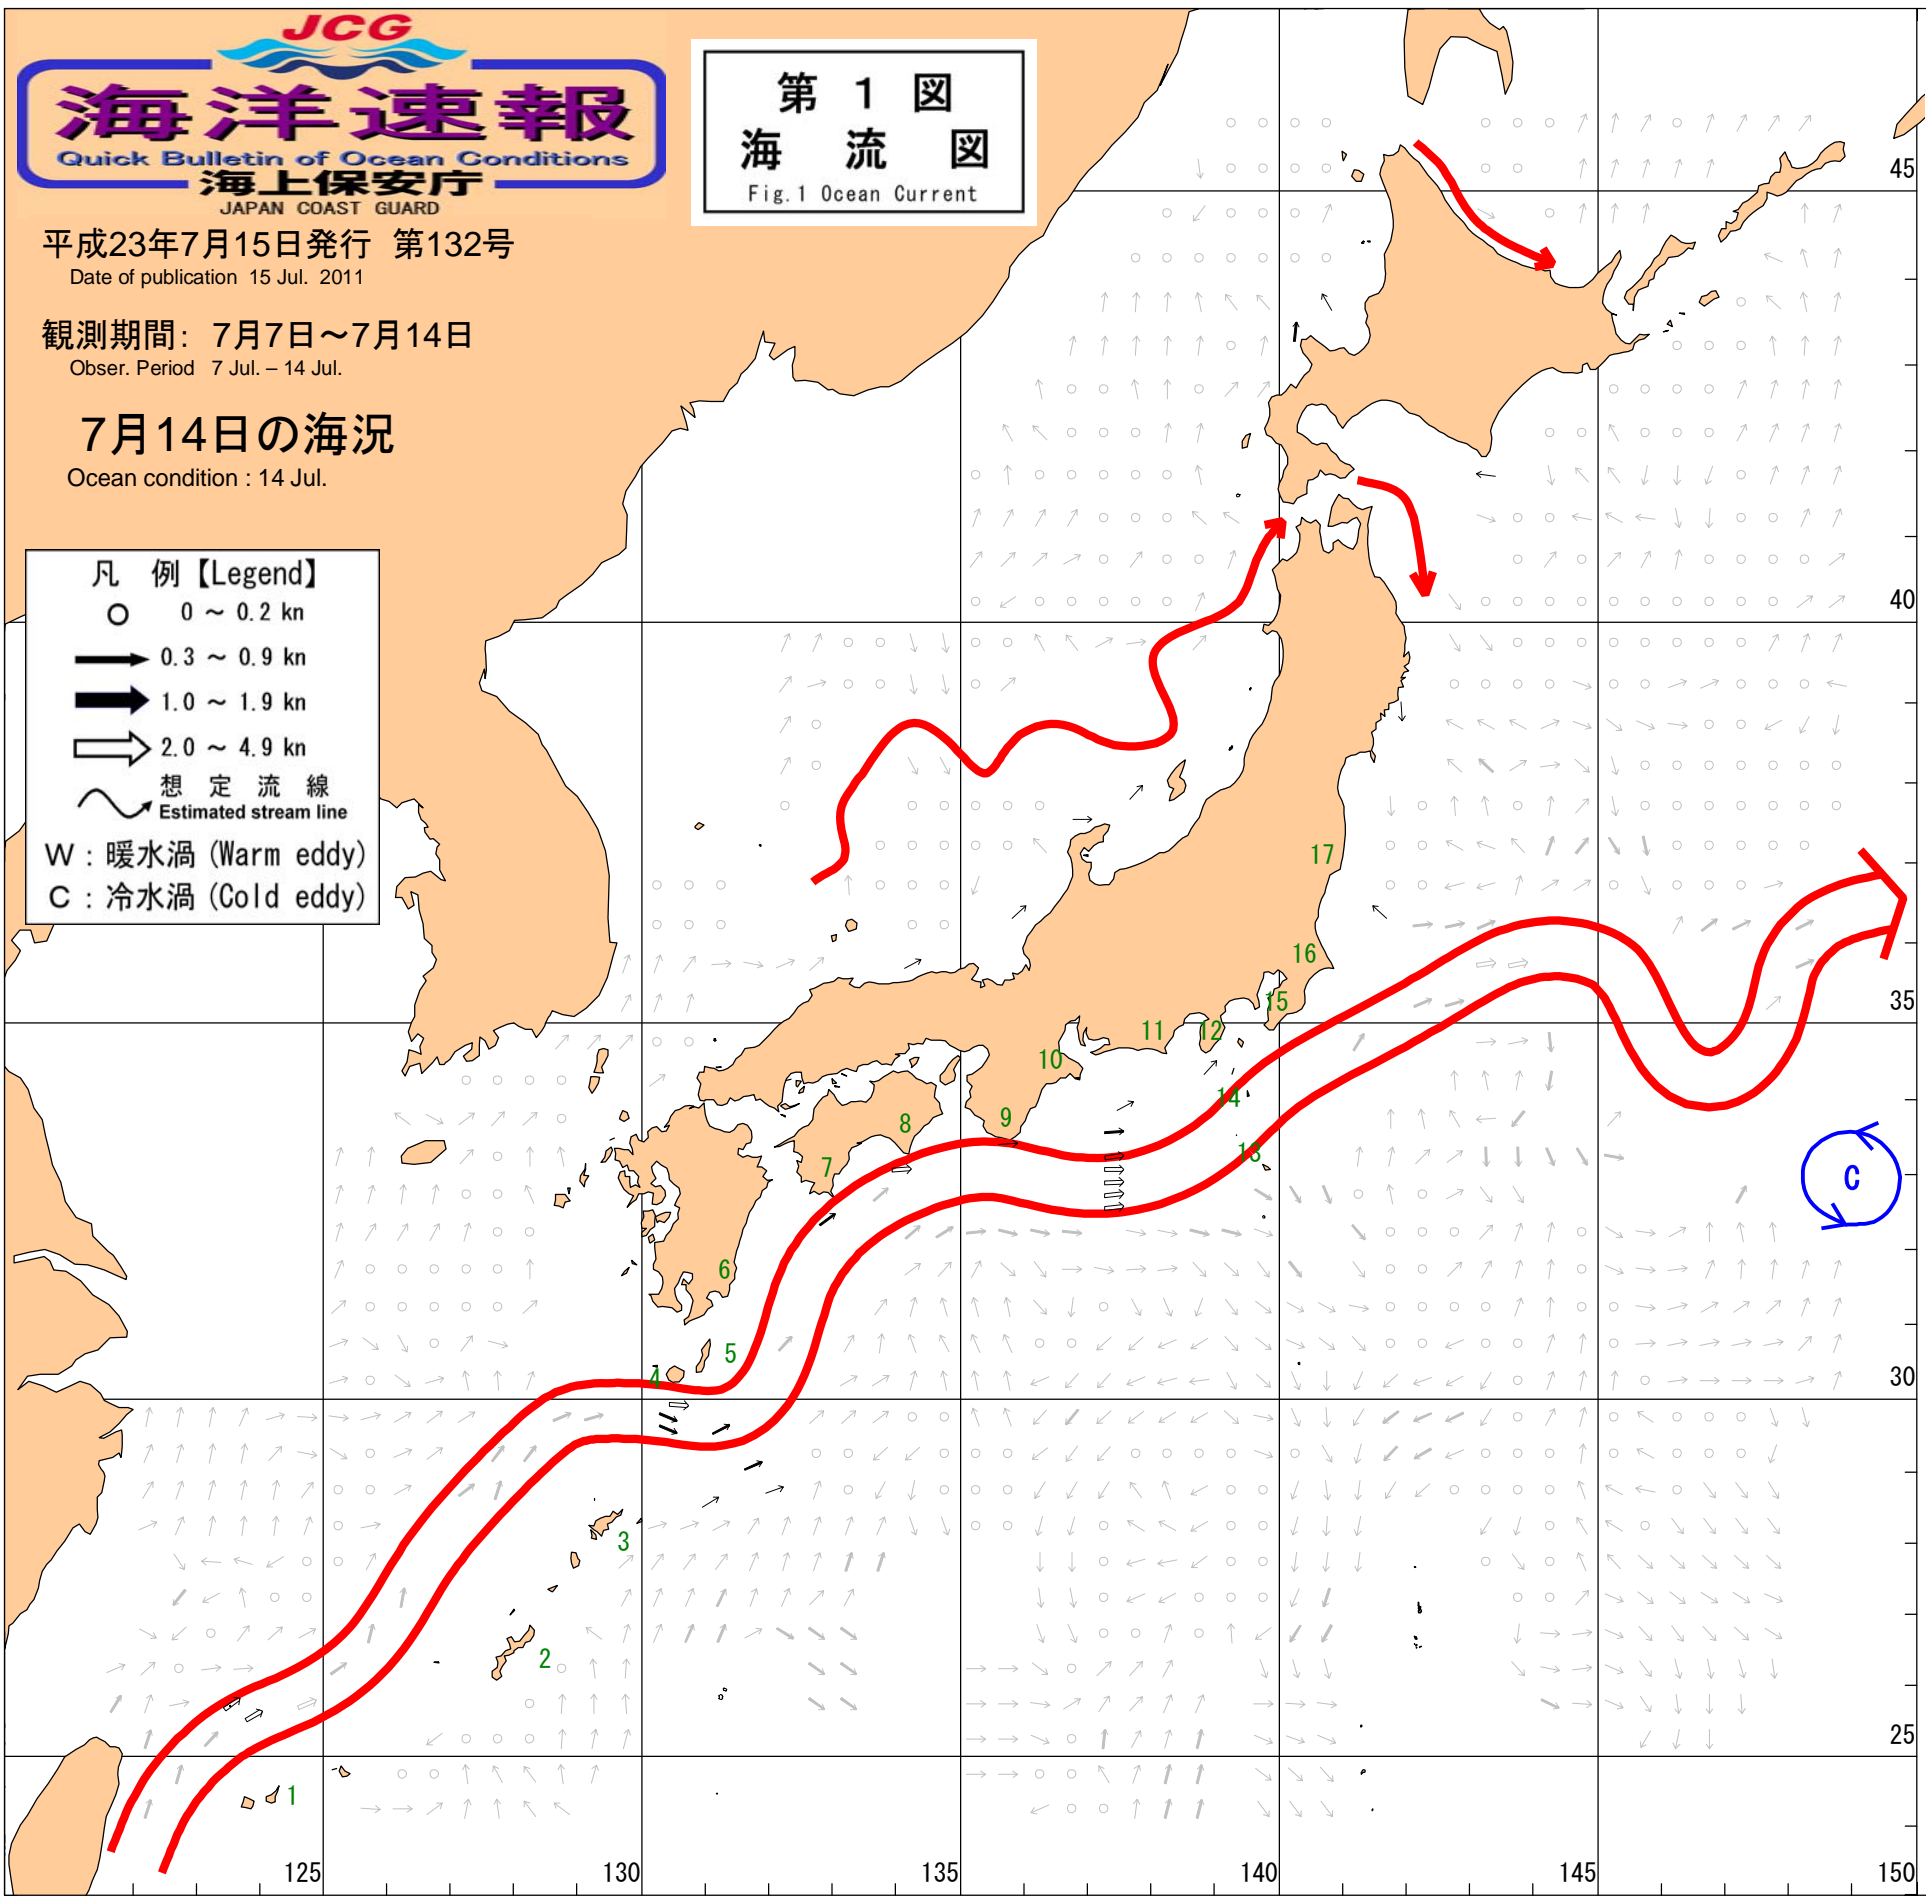 JCG
海洋速報
Quick Bulletin of Ocean Conditions
海上保安庁
JAPAN COAST GUARD
第 1 図
海 流 図
Fig.1 Ocean Current
平成23年7月15日発行 第132号
Date of publication 15 Jul. 2011
観測期間: 7月7日～7月14日
Obser. Period 7 Jul. – 14 Jul.
7月14日の海況
Ocean condition : 14 Jul.
凡 例【Legend】
0 ～ 0.2 kn
0.3 ～ 0.9 kn
1.0 ～ 1.9 kn
2.0 ～ 4.9 kn
想 定 流 線
Estimated stream line
W : 暖水渦 (Warm eddy)
C : 冷水渦 (Cold eddy)
45
40
35
30
25
17
16
15
12
11
10
14
13
9
8
7
6
5
4
3
2
1
C
125
130
135
140
145
150